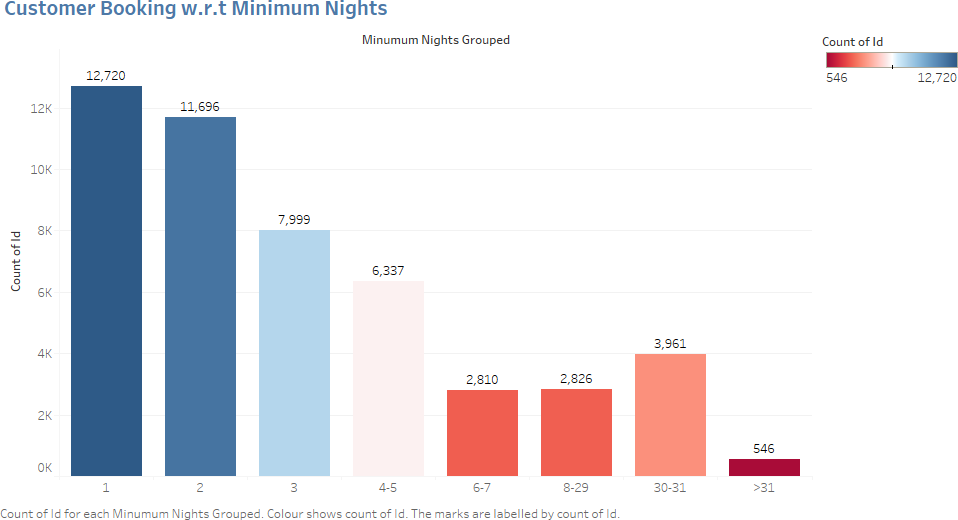 Customer Booking w.r.t Minimum Nights
Minumum Nights Grouped
Count of Id
546 12,720
12,720
11,696
7,999
6,337
2,810
2,826
3,961
546
Count of Id
12K
10K
8K
6K
4K
2K
0K
1 2 3 4-5 6-7 8-29 30-31 >31
Count of Id for each Minumum Nights Grouped. Colour shows count of Id. The marks are labelled by count of Id.